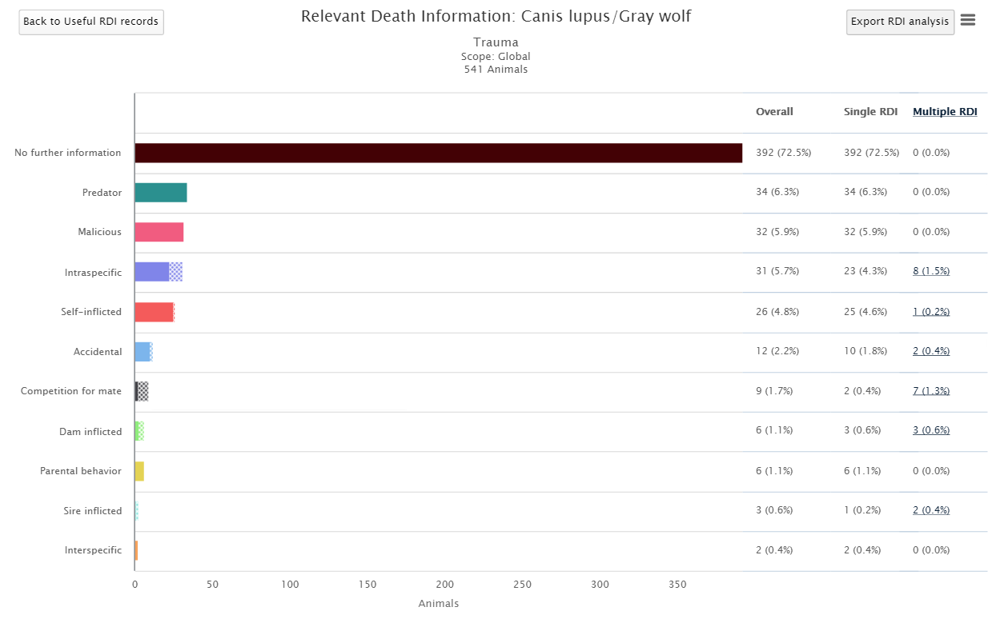 Back to Useful RDI records
Relevant Death Information: Canis lupus/Gray wolf
Export RDI analysis
Trauma
Scope: Global
541 Animals
Overall Single RDI Multiple RDI
No further information 392 (72.5%) 392 (72.5%) 0 (0.0%)
Predator 34 (6.3%) 34 (6.3%) 0 (0.0%)
Malicious 32 (5.9%) 32 (5.9%) 0 (0.0%)
Intraspecific 31 (5.7%) 23 (4.3%) 8 (1.5%)
Self-inflicted 26 (4.8%) 25 (4.6%) 1 (0.2%)
Accidental 12 (2.2%) 10 (1.8%) 2 (0.4%)
Competition for mate 9 (1.7%) 2 (0.4%) 7 (1.3%)
Dam inflicted 6 (1.1%) 3 (0.6%) 3 (0.6%)
Parental behavior 6 (1.1%) 6 (1.1%) 0 (0.0%)
Sire inflicted 3 (0.6%) 1 (0.2%) 2 (0.4%)
Interspecific 2 (0.4%) 2 (0.4%) 0 (0.0%)
0 50 100 150 200 250 300 350
Animals